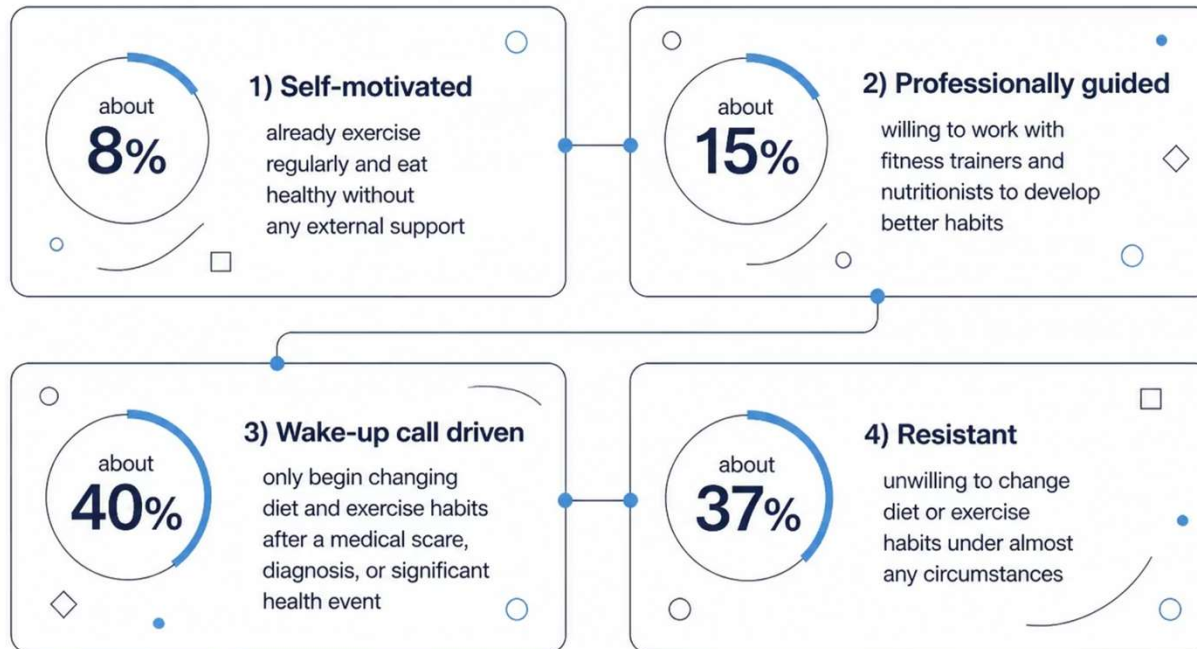 about
8%
1) Self-motivated
already exercise
regularly and eat
healthy without
any external support
about
15%
2) Professionally guided
willing to work with
fitness trainers and
nutritionists to develop
better habits
about
40%
3) Wake-up call driven
only begin changing
diet and exercise habits
after a medical scare,
diagnosis, or significant
health event
about
37%
4) Resistant
unwilling to change
diet or exercise
habits under almost
any circumstances